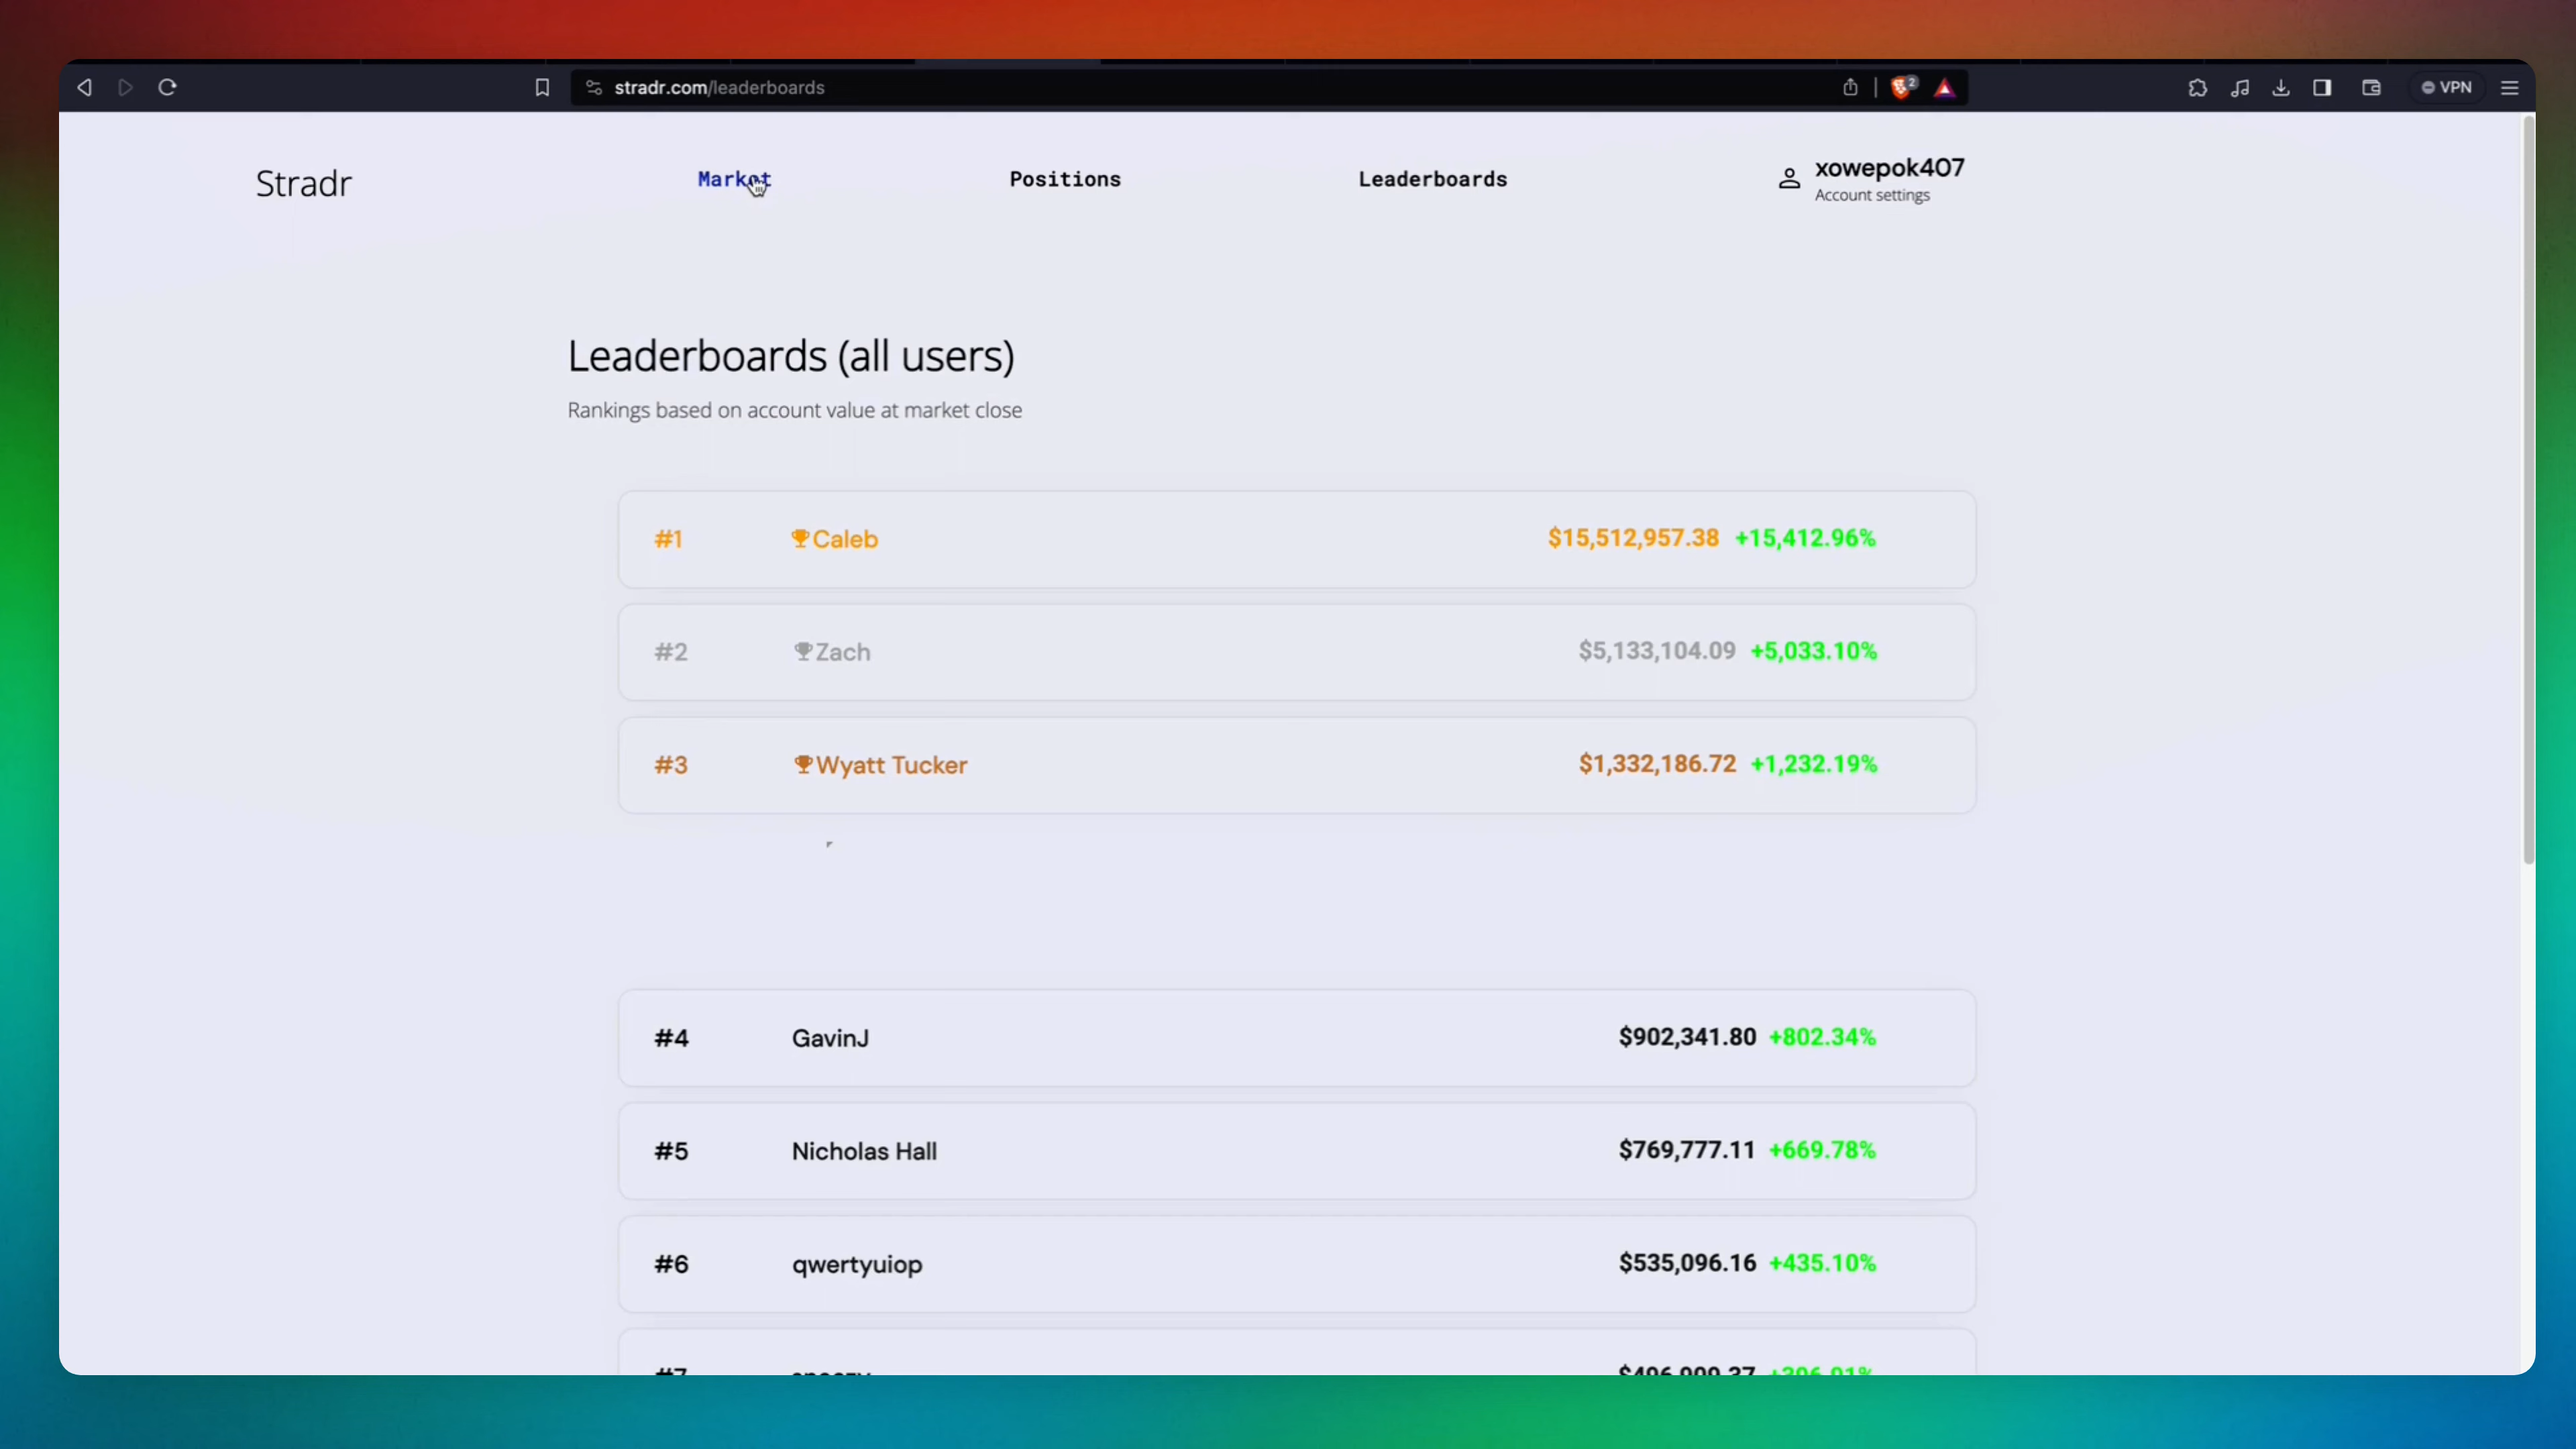 stradr.com/leaderboards
2
VPN
Stradr
Market
Positions
Leaderboards
xowepok407
Account settings
Leaderboards (all users)
Rankings based on account value at market close
#1 Caleb $15,512,957.38 +15,412.96%
#2 Zach $5,133,104.09 +5,033.10%
#3 Wyatt Tucker $1,332,186.72 +1,232.19%
#4 GavinJ $902,341.80 +802.34%
#5 Nicholas Hall $769,777.11 +669.78%
#6 qwertyuiop $535,096.16 +435.10%
#7